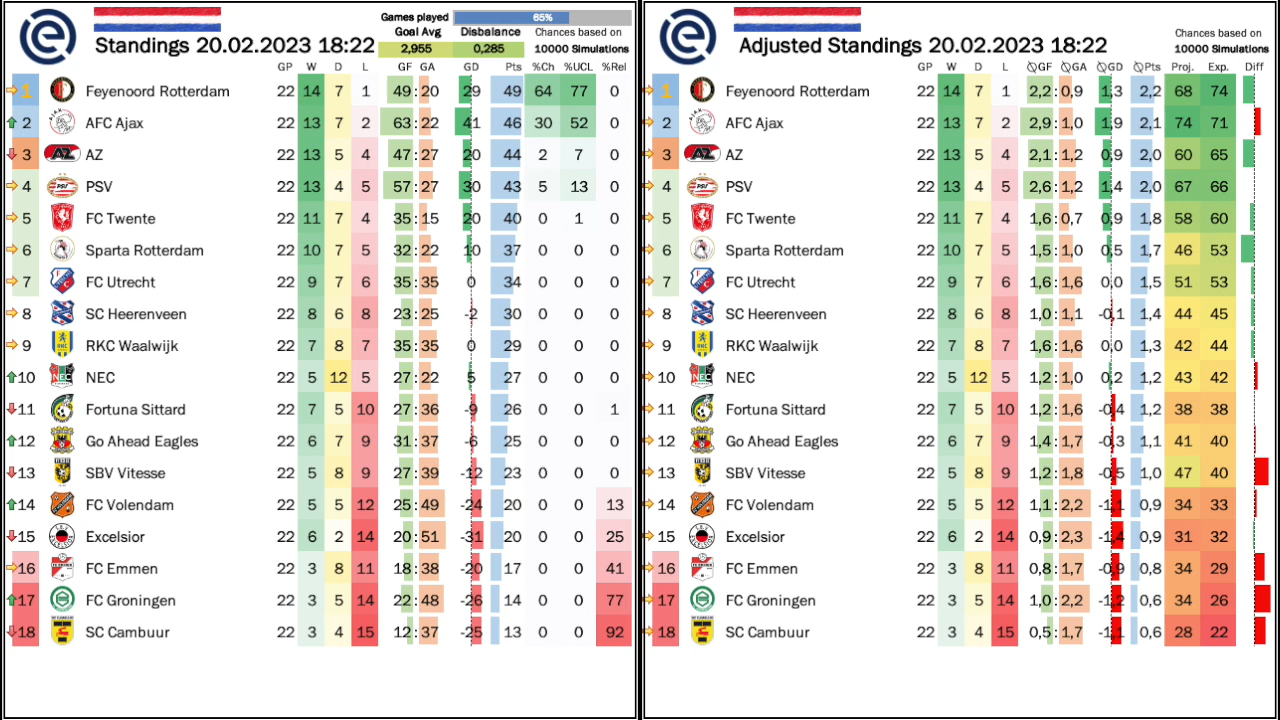 Games played 65%
Goal Avg Disbalance Chances based on
Standings 20.02.2023 18:22 2,955 0,285 10000 Simulations
GP W D L GF GA GD Pts %Ch %UCL %Rel
1 Feyenoord Rotterdam 22 14 7 1 49 : 20 29 49 64 77 0
2 AFC Ajax 22 13 7 2 63 : 22 41 46 30 52 0
3 AZ 22 13 5 4 47 : 27 20 44 2 7 0
4 PSV 22 13 4 5 57 : 27 30 43 5 13 0
5 FC Twente 22 11 7 4 35 : 15 20 40 0 1 0
6 Sparta Rotterdam 22 10 7 5 32 : 22 10 37 0 0 0
7 FC Utrecht 22 9 7 6 35 : 35 0 34 0 0 0
8 SC Heerenveen 22 8 6 8 23 : 25 -2 30 0 0 0
9 RKC Waalwijk 22 7 8 7 35 : 35 0 29 0 0 0
10 NEC 22 5 12 5 27 : 22 5 27 0 0 0
11 Fortuna Sittard 22 7 5 10 27 : 36 -9 26 0 0 1
12 Go Ahead Eagles 22 6 7 9 31 : 37 -6 25 0 0 0
13 SBV Vitesse 22 5 8 9 27 : 39 -12 23 0 0 0
14 FC Volendam 22 5 5 12 25 : 49 -24 20 0 0 13
15 Excelsior 22 6 2 14 20 : 51 -31 20 0 0 25
16 FC Emmen 22 3 8 11 18 : 38 -20 17 0 0 41
17 FC Groningen 22 3 5 14 22 : 48 -26 14 0 0 77
18 SC Cambuur 22 3 4 15 12 : 37 -25 13 0 0 92
Chances based on
Adjusted Standings 20.02.2023 18:22 10000 Simulations
GP W D L ∅GF ∅GA ∅GD ∅Pts Proj. Exp. Diff
1 Feyenoord Rotterdam 22 14 7 1 2,2 : 0,9 1,3 2,2 68 74
2 AFC Ajax 22 13 7 2 2,9 : 1,0 1,9 2,1 74 71
3 AZ 22 13 5 4 2,1 : 1,2 0,9 2,0 60 65
4 PSV 22 13 4 5 2,6 : 1,2 1,4 2,0 67 66
5 FC Twente 22 11 7 4 1,6 : 0,7 0,9 1,8 58 60
6 Sparta Rotterdam 22 10 7 5 1,5 : 1,0 0,5 1,7 46 53
7 FC Utrecht 22 9 7 6 1,6 : 1,6 0,0 1,5 51 53
8 SC Heerenveen 22 8 6 8 1,0 : 1,1 -0,1 1,4 44 45
9 RKC Waalwijk 22 7 8 7 1,6 : 1,6 0,0 1,3 42 44
10 NEC 22 5 12 5 1,2 : 1,0 0,2 1,2 43 42
11 Fortuna Sittard 22 7 5 10 1,2 : 1,6 -0,4 1,2 38 38
12 Go Ahead Eagles 22 6 7 9 1,4 : 1,7 -0,3 1,1 41 40
13 SBV Vitesse 22 5 8 9 1,2 : 1,8 -0,5 1,0 47 40
14 FC Volendam 22 5 5 12 1,1 : 2,2 -1,1 0,9 34 33
15 Excelsior 22 6 2 14 0,9 : 2,3 -1,4 0,9 31 32
16 FC Emmen 22 3 8 11 0,8 : 1,7 -0,9 0,8 34 29
17 FC Groningen 22 3 5 14 1,0 : 2,2 -1,2 0,6 34 26
18 SC Cambuur 22 3 4 15 0,5 : 1,7 -1,1 0,6 28 22